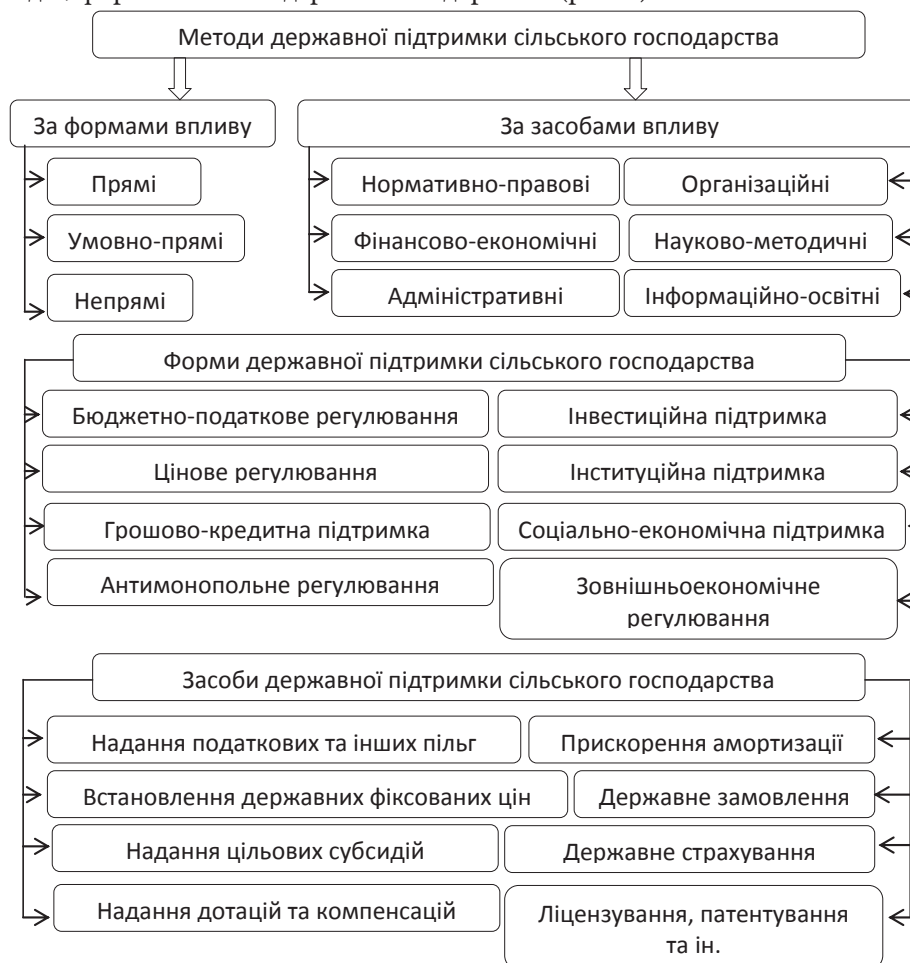 Методи державної підтримки сільського господарства
За формами впливу
За засобами впливу
Прямі
Нормативно-правові
Організаційні
Умовно-прямі
Фінансово-економічні
Науково-методичні
Непрямі
Адміністративні
Інформаційно-освітні
Форми державної підтримки сільського господарства
Бюджетно-податкове регулювання
Інвестиційна підтримка
Цінове регулювання
Інституційна підтримка
Грошово-кредитна підтримка
Соціально-економічна підтримка
Антимонопольне регулювання
Зовнішньоекономічне
регулювання
Засоби державної підтримки сільського господарства
Надання податкових та інших пільг
Прискорення амортизації
Встановлення державних фіксованих цін
Державне замовлення
Надання цільових субсидій
Державне страхування
Надання дотацій та компенсацій
Ліцензування, патентування
та ін.